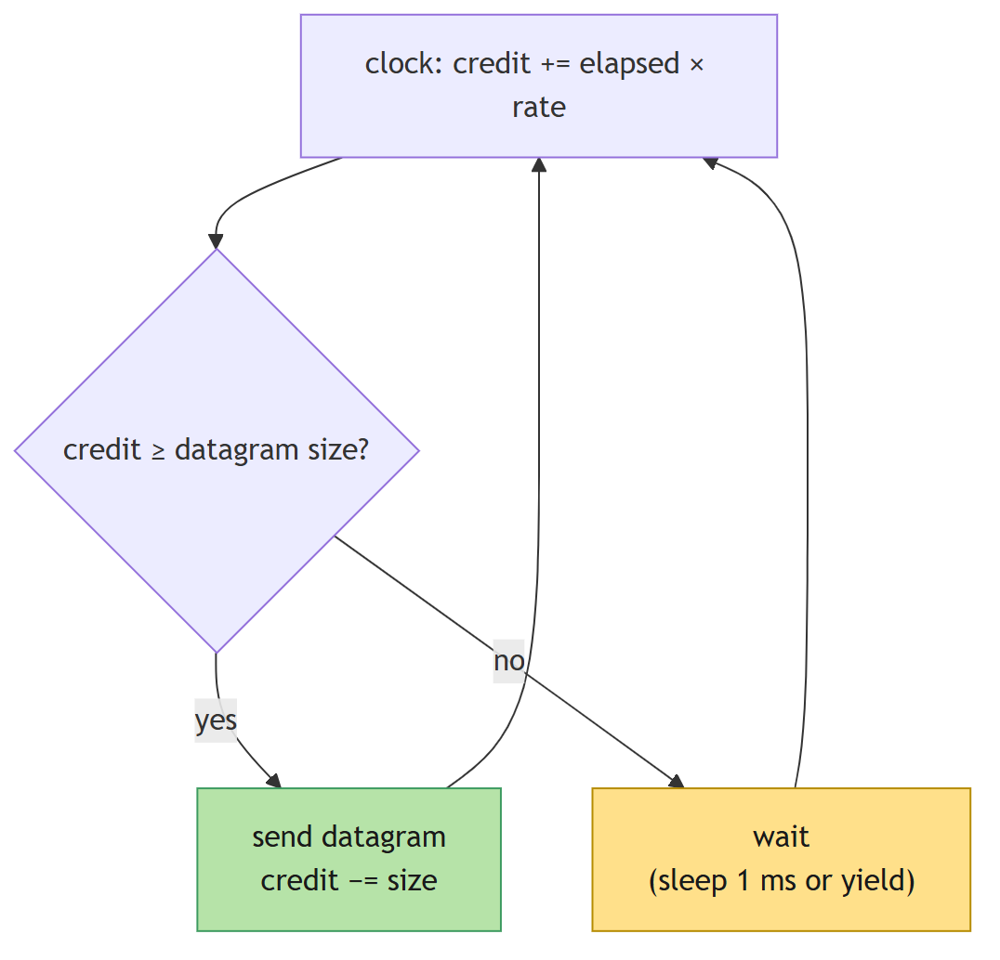 clock: credit += elapsed ×
rate
credit ≥ datagram size?
no
yes
send datagram
credit −= size
wait
(sleep 1 ms or yield)